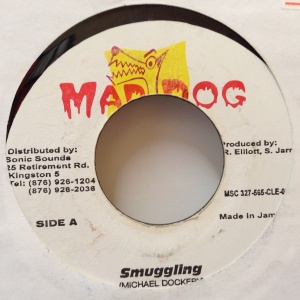 MAD DOG
Distributed by:
Sonic Sounds
25 Retirement Rd.
Kingston 5
Tel: (876) 926-1204
(876) 926-2036
Produced by:
R. Elliott, S. Jarr
MSC 327-565-CLE-0
SIDE A
Made in Jam
Smuggling
(MICHAEL DOCKERY